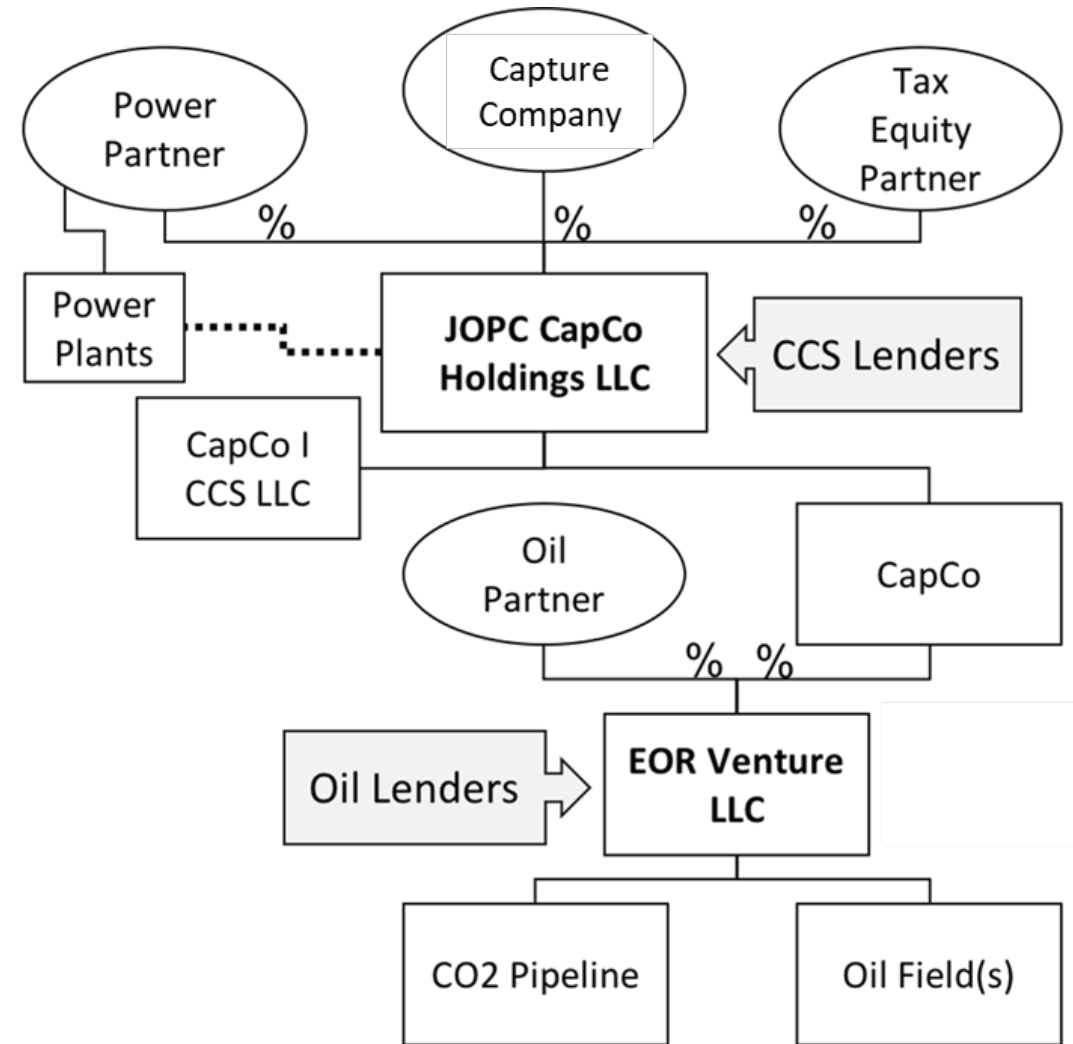 Capture
Company
Power
Partner
Tax
Equity
Partner
%
%
%
Power
Plants
JOPC CapCo
Holdings LLC
CCS Lenders
CapCo I
CCS LLC
Oil
Partner
CapCo
% %
Oil Lenders
EOR Venture
LLC
CO2 Pipeline
Oil Field(s)